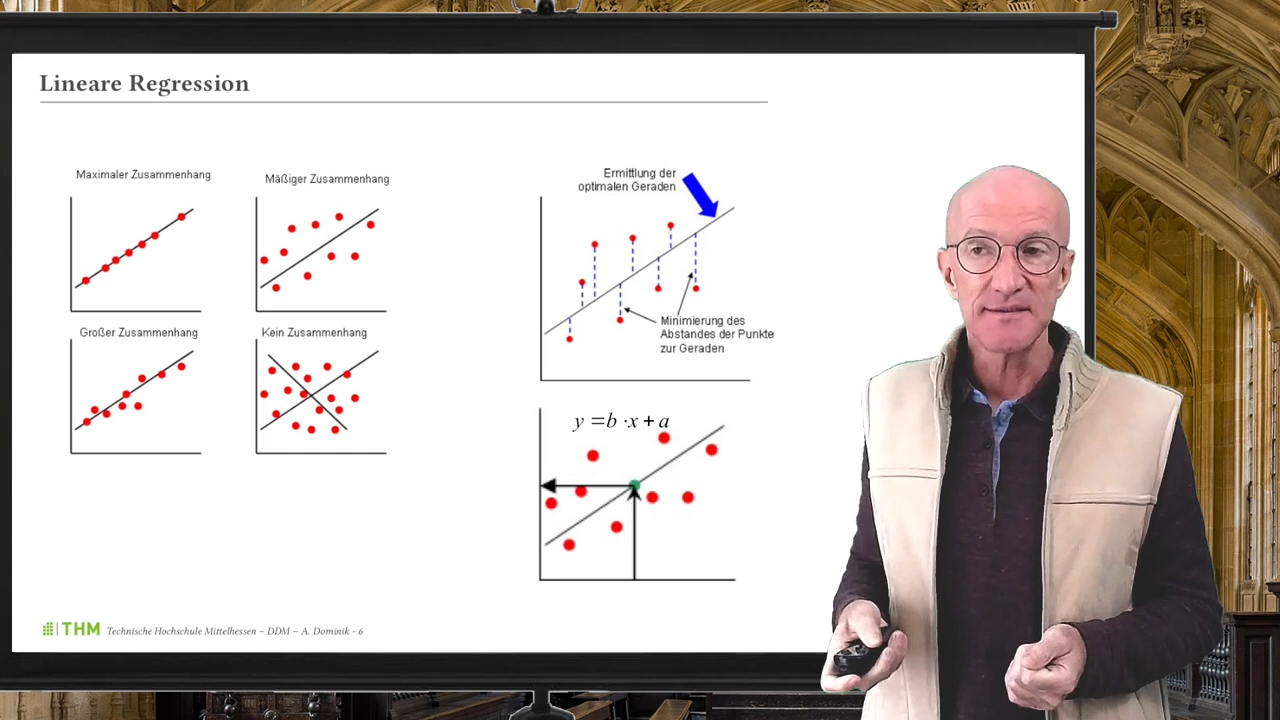 Lineare Regression
Maximaler Zusammenhang
Mäßiger Zusammenhang
Großer Zusammenhang
Kein Zusammenhang
Ermittlung der
optimalen Geraden
Minimierung des
Abstandes der Punkte
zur Geraden
y =b ·x + a
THM Technische Hochschule Mittelhessen – DDM – A. Dominik - 6